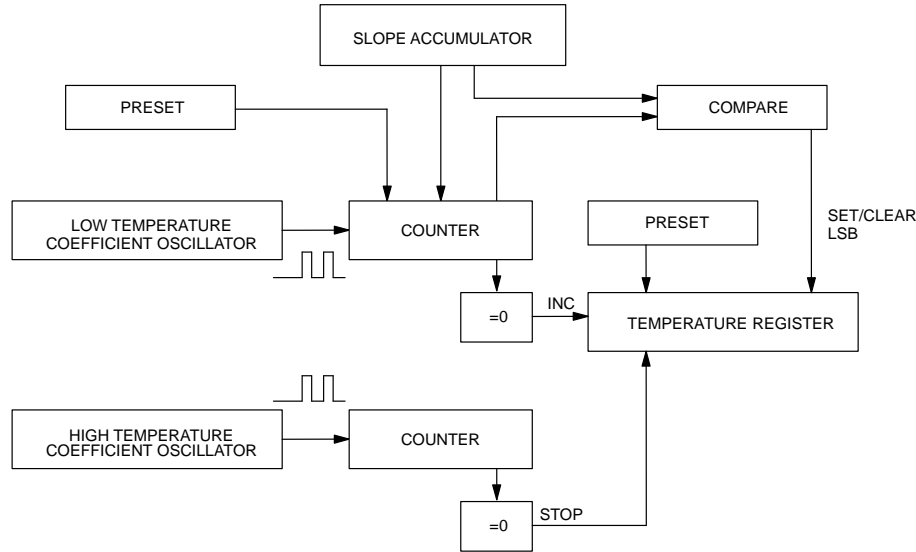 SLOPE ACCUMULATOR
PRESET
COMPARE
LOW TEMPERATURE
COEFFICIENT OSCILLATOR
COUNTER
PRESET
SET/CLEAR
LSB
=0
INC
TEMPERATURE REGISTER
HIGH TEMPERATURE
COEFFICIENT OSCILLATOR
COUNTER
=0
STOP